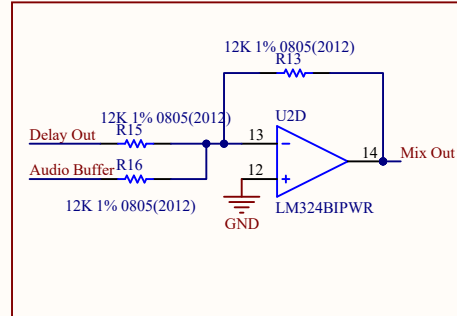 12K 1% 0805(2012)
R13
12K 1% 0805(2012)
U2D
Delay Out
R15
13
Audio Buffer
R16
12
14
Mix Out
12K 1% 0805(2012)
GND
LM324BIPWR